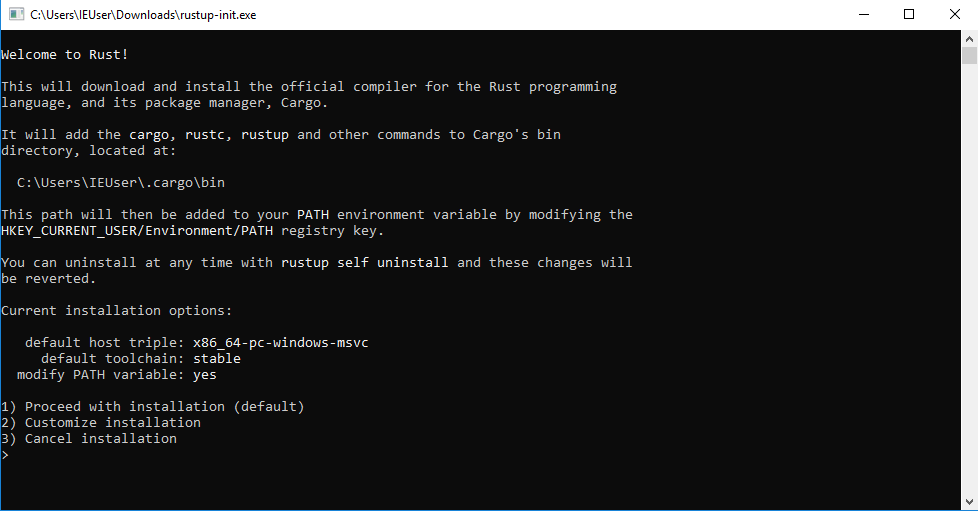 C:\Users\IEUser\Downloads\rustup-init.exe
Welcome to Rust!
This will download and install the official compiler for the Rust programming
language, and its package manager, Cargo.
It will add the cargo, rustc, rustup and other commands to Cargo's bin
directory, located at:
C:\Users\IEUser\.cargo\bin
This path will then be added to your PATH environment variable by modifying the
HKEY_CURRENT_USER/Environment/PATH registry key.
You can uninstall at any time with rustup self uninstall and these changes will
be reverted.
Current installation options:
default host triple: x86_64-pc-windows-msvc
default toolchain: stable
modify PATH variable: yes
1) Proceed with installation (default)
2) Customize installation
3) Cancel installation
>